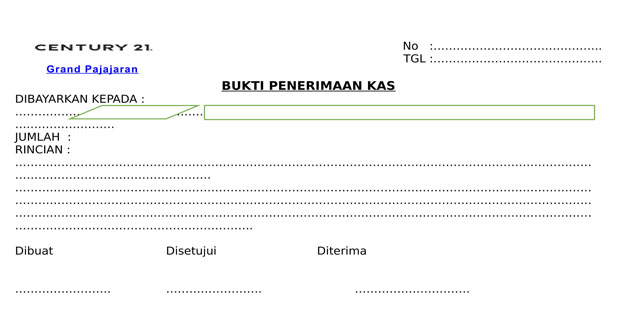 CENTURY 21.
No :…………………………………………
TGL :…………………………………………
Grand Pajajaran
BUKTI PENERIMAAN KAS
DIBAYARKAN KEPADA :
……………… …….
……………………….
JUMLAH :
RINCIAN :
…………………………………………………………………………………………………………………………………………………
………………………………………………..
…………………………………………………………………………………………………………………………………………………
…………………………………………………………………………………………………………………………………………………
…………………………………………………………………………………………………………………………………………………
…………………………………………………………..
Dibuat Disetujui Diterima
……………………. ……………………. …………………………